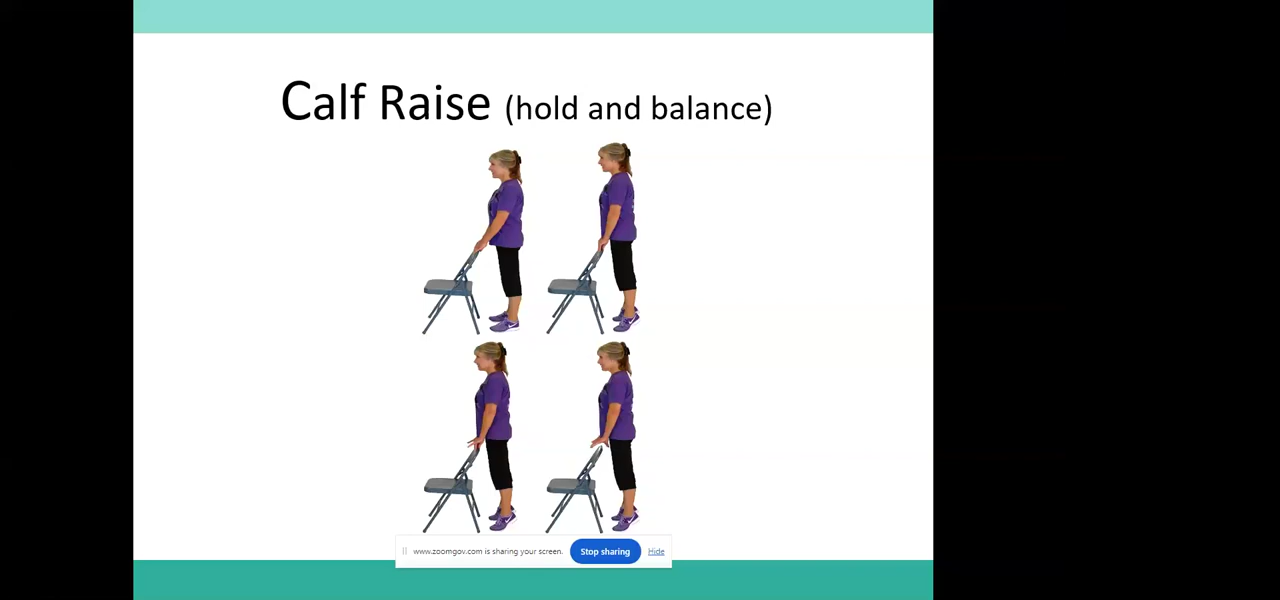 Calf Raise (hold and balance)
www.zoomgov.com is sharing your screen. Stop sharing Hide